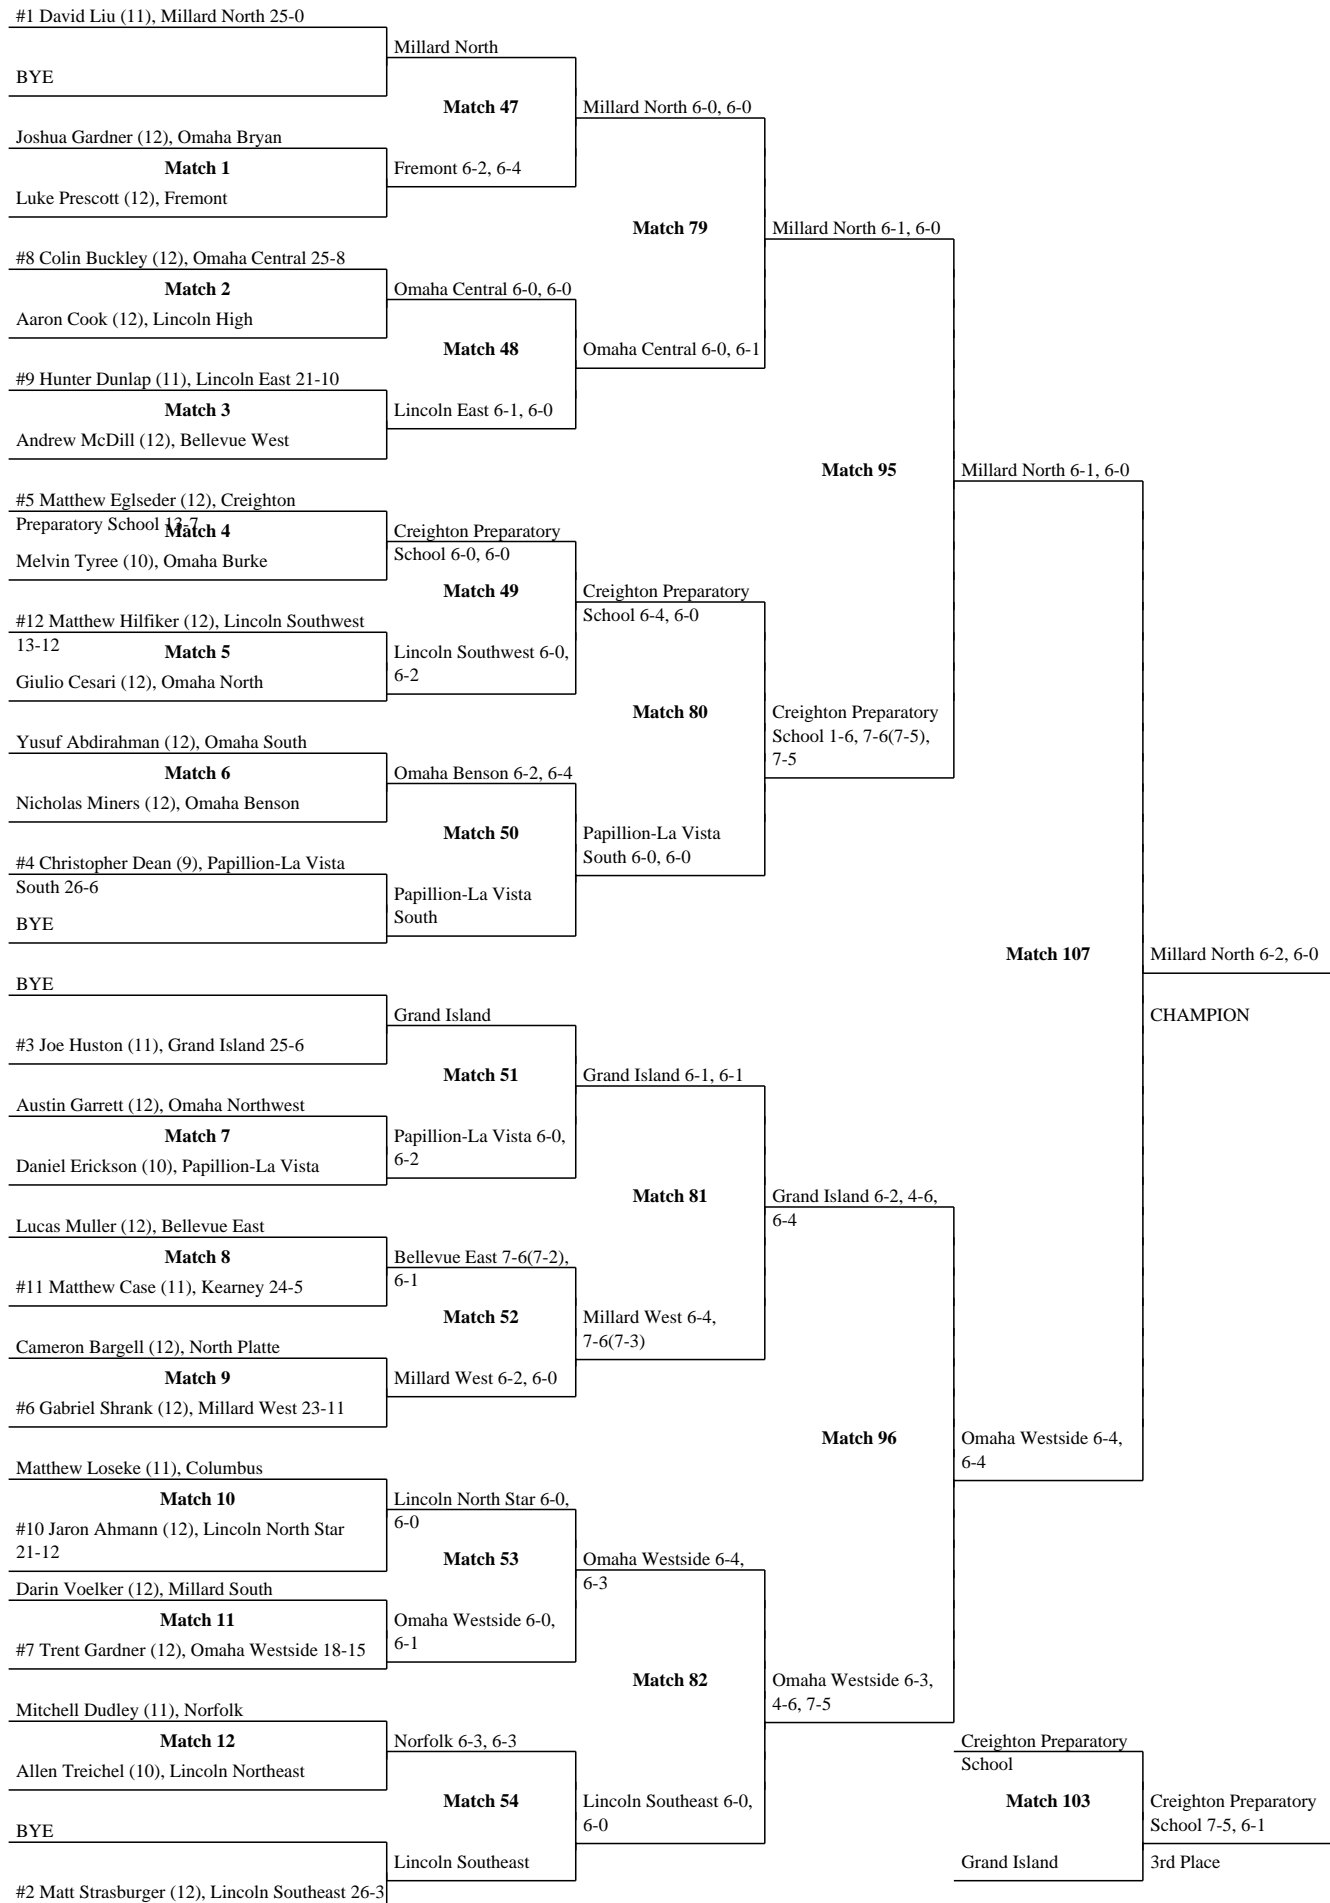 #1 David Liu (11), Millard North 25-0
Millard North
BYE
Match 47
Millard North 6-0, 6-0
Joshua Gardner (12), Omaha Bryan
Match 1
Fremont 6-2, 6-4
Luke Prescott (12), Fremont
Match 79
Millard North 6-1, 6-0
#8 Colin Buckley (12), Omaha Central 25-8
Match 2
Omaha Central 6-0, 6-0
Aaron Cook (12), Lincoln High
Match 48
Omaha Central 6-0, 6-1
#9 Hunter Dunlap (11), Lincoln East 21-10
Match 3
Lincoln East 6-1, 6-0
Andrew McDill (12), Bellevue West
Match 95
Millard North 6-1, 6-0
#5 Matthew Eglseder (12), Creighton
Preparatory School 13-7
Match 4
Creighton Preparatory
School 6-0, 6-0
Melvin Tyree (10), Omaha Burke
Match 49
Creighton Preparatory
School 6-4, 6-0
#12 Matthew Hilfiker (12), Lincoln Southwest
13-12
Match 5
Lincoln Southwest 6-0,
6-2
Giulio Cesari (12), Omaha North
Match 80
Creighton Preparatory
School 1-6, 7-6(7-5),
7-5
Yusuf Abdirahman (12), Omaha South
Match 6
Omaha Benson 6-2, 6-4
Nicholas Miners (12), Omaha Benson
Match 50
Papillion-La Vista
South 6-0, 6-0
#4 Christopher Dean (9), Papillion-La Vista
South 26-6
Papillion-La Vista
South
BYE
Match 107
Millard North 6-2, 6-0
CHAMPION
BYE
Grand Island
#3 Joe Huston (11), Grand Island 25-6
Match 51
Grand Island 6-1, 6-1
Austin Garrett (12), Omaha Northwest
Match 7
Papillion-La Vista 6-0,
6-2
Daniel Erickson (10), Papillion-La Vista
Match 81
Grand Island 6-2, 4-6,
6-4
Lucas Muller (12), Bellevue East
Match 8
Bellevue East 7-6(7-2),
6-1
#11 Matthew Case (11), Kearney 24-5
Match 52
Millard West 6-4,
7-6(7-3)
Cameron Bargell (12), North Platte
Match 9
Millard West 6-2, 6-0
#6 Gabriel Shrank (12), Millard West 23-11
Match 96
Omaha Westside 6-4,
6-4
Matthew Loseke (11), Columbus
Match 10
Lincoln North Star 6-0,
6-0
#10 Jaron Ahmann (12), Lincoln North Star
21-12
Match 53
Omaha Westside 6-4,
6-3
Darin Voelker (12), Millard South
Match 11
Omaha Westside 6-0,
6-1
#7 Trent Gardner (12), Omaha Westside 18-15
Match 82
Omaha Westside 6-3,
4-6, 7-5
Mitchell Dudley (11), Norfolk
Match 12
Norfolk 6-3, 6-3
Allen Treichel (10), Lincoln Northeast
Match 54
Lincoln Southeast 6-0,
6-0
BYE
Lincoln Southeast
#2 Matt Strasburger (12), Lincoln Southeast 26-3
Creighton Preparatory
School
Match 103
Creighton Preparatory
School 7-5, 6-1
Grand Island
3rd Place